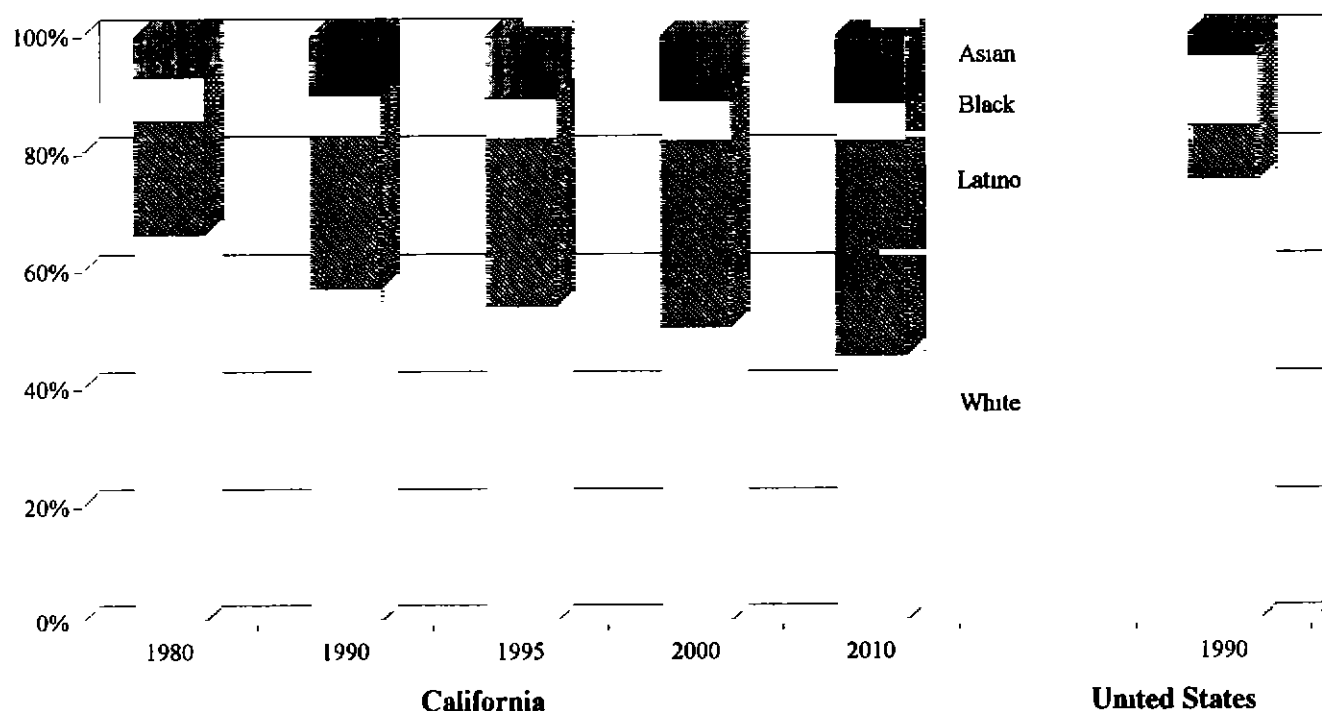 100%
Asian
Black
80%
Latino
60%
40%
White
20%
0%
1980 1990 1995 2000 2010 1990
California United States